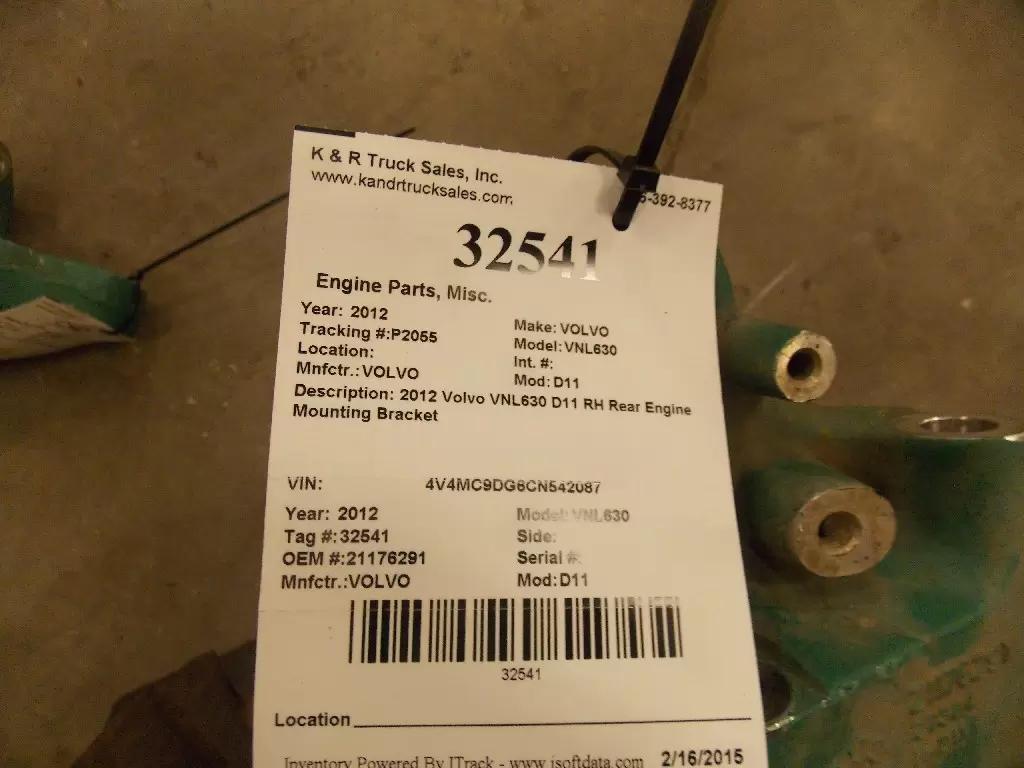 K & R Truck Sales, Inc.
www.kandrtrucksales.com
5-392-8377
32541
Engine Parts, Misc.
Year: 2012 Make: VOLVO
Tracking #:P2055 Model: VNL630
Location: Int. #:
Mnfctr.: VOLVO Mod: D11
Description: 2012 Volvo VNL630 D11 RH Rear Engine
Mounting Bracket
VIN: 4V4MC9DG6CN542087
Year: 2012 Model: VNL630
Tag #:32541 Side:
OEM #:21176291 Serial #:
Mnfctr.:VOLVO Mod: D11
32541
Location
Inventory Powered By ITrack - www.isoftdata.com 2/16/2015